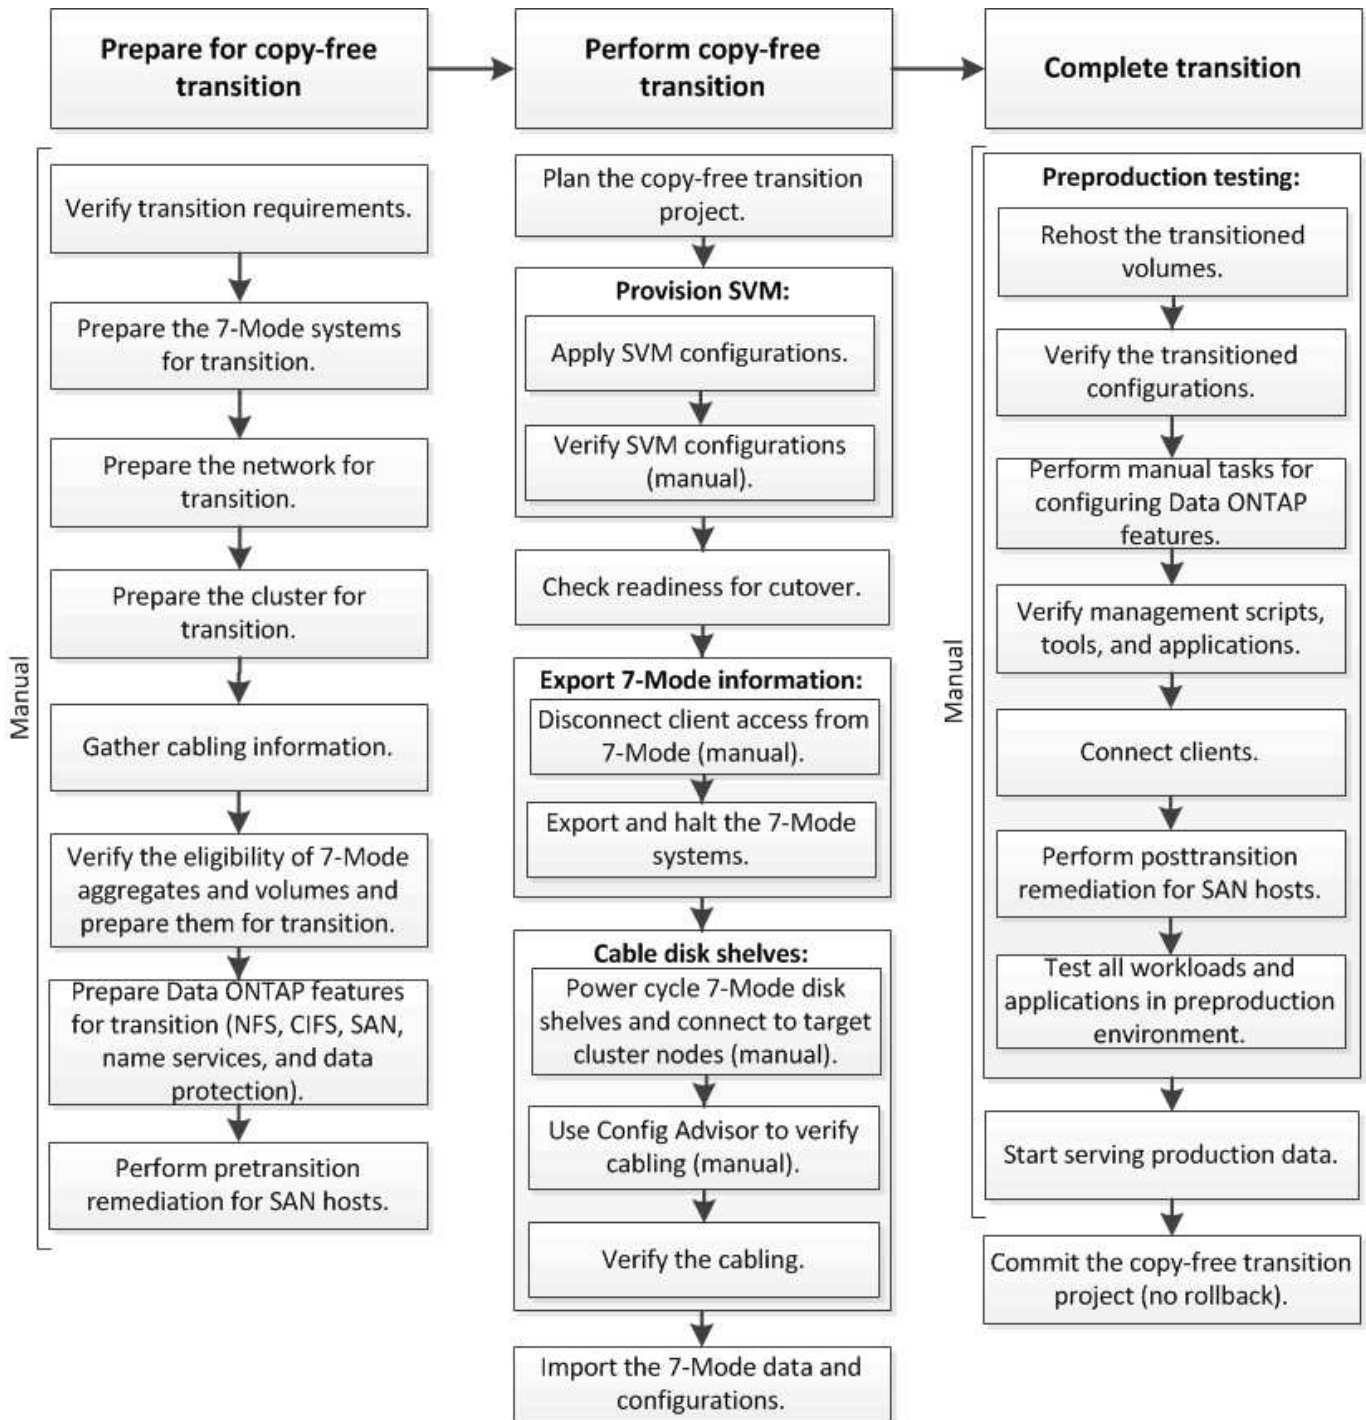 Prepare for copy-free
transition
Perform copy-free
transition
Complete transition
Manual
Verify transition requirements.
Prepare the 7-Mode systems
for transition.
Prepare the network for
transition.
Prepare the cluster for
transition.
Gather cabling information.
Verify the eligibility of 7-Mode
aggregates and volumes and
prepare them for transition.
Prepare Data ONTAP features
for transition (NFS, CIFS, SAN,
name services, and data
protection).
Perform pretransition
remediation for SAN hosts.
Plan the copy-free transition
project.
Provision SVM:
Apply SVM configurations.
Verify SVM configurations
(manual).
Check readiness for cutover.
Export 7-Mode information:
Disconnect client access from
7-Mode (manual).
Export and halt the 7-Mode
systems.
Cable disk shelves:
Power cycle 7-Mode disk
shelves and connect to target
cluster nodes (manual).
Use Config Advisor to verify
cabling (manual).
Verify the cabling.
Import the 7-Mode data and
configurations.
Manual
Preproduction testing:
Rehost the transitioned
volumes.
Verify the transitioned
configurations.
Perform manual tasks for
configuring Data ONTAP
features.
Verify management scripts,
tools, and applications.
Connect clients.
Perform posttransition
remediation for SAN hosts.
Test all workloads and
applications in preproduction
environment.
Start serving production data.
Commit the copy-free transition
project (no rollback).